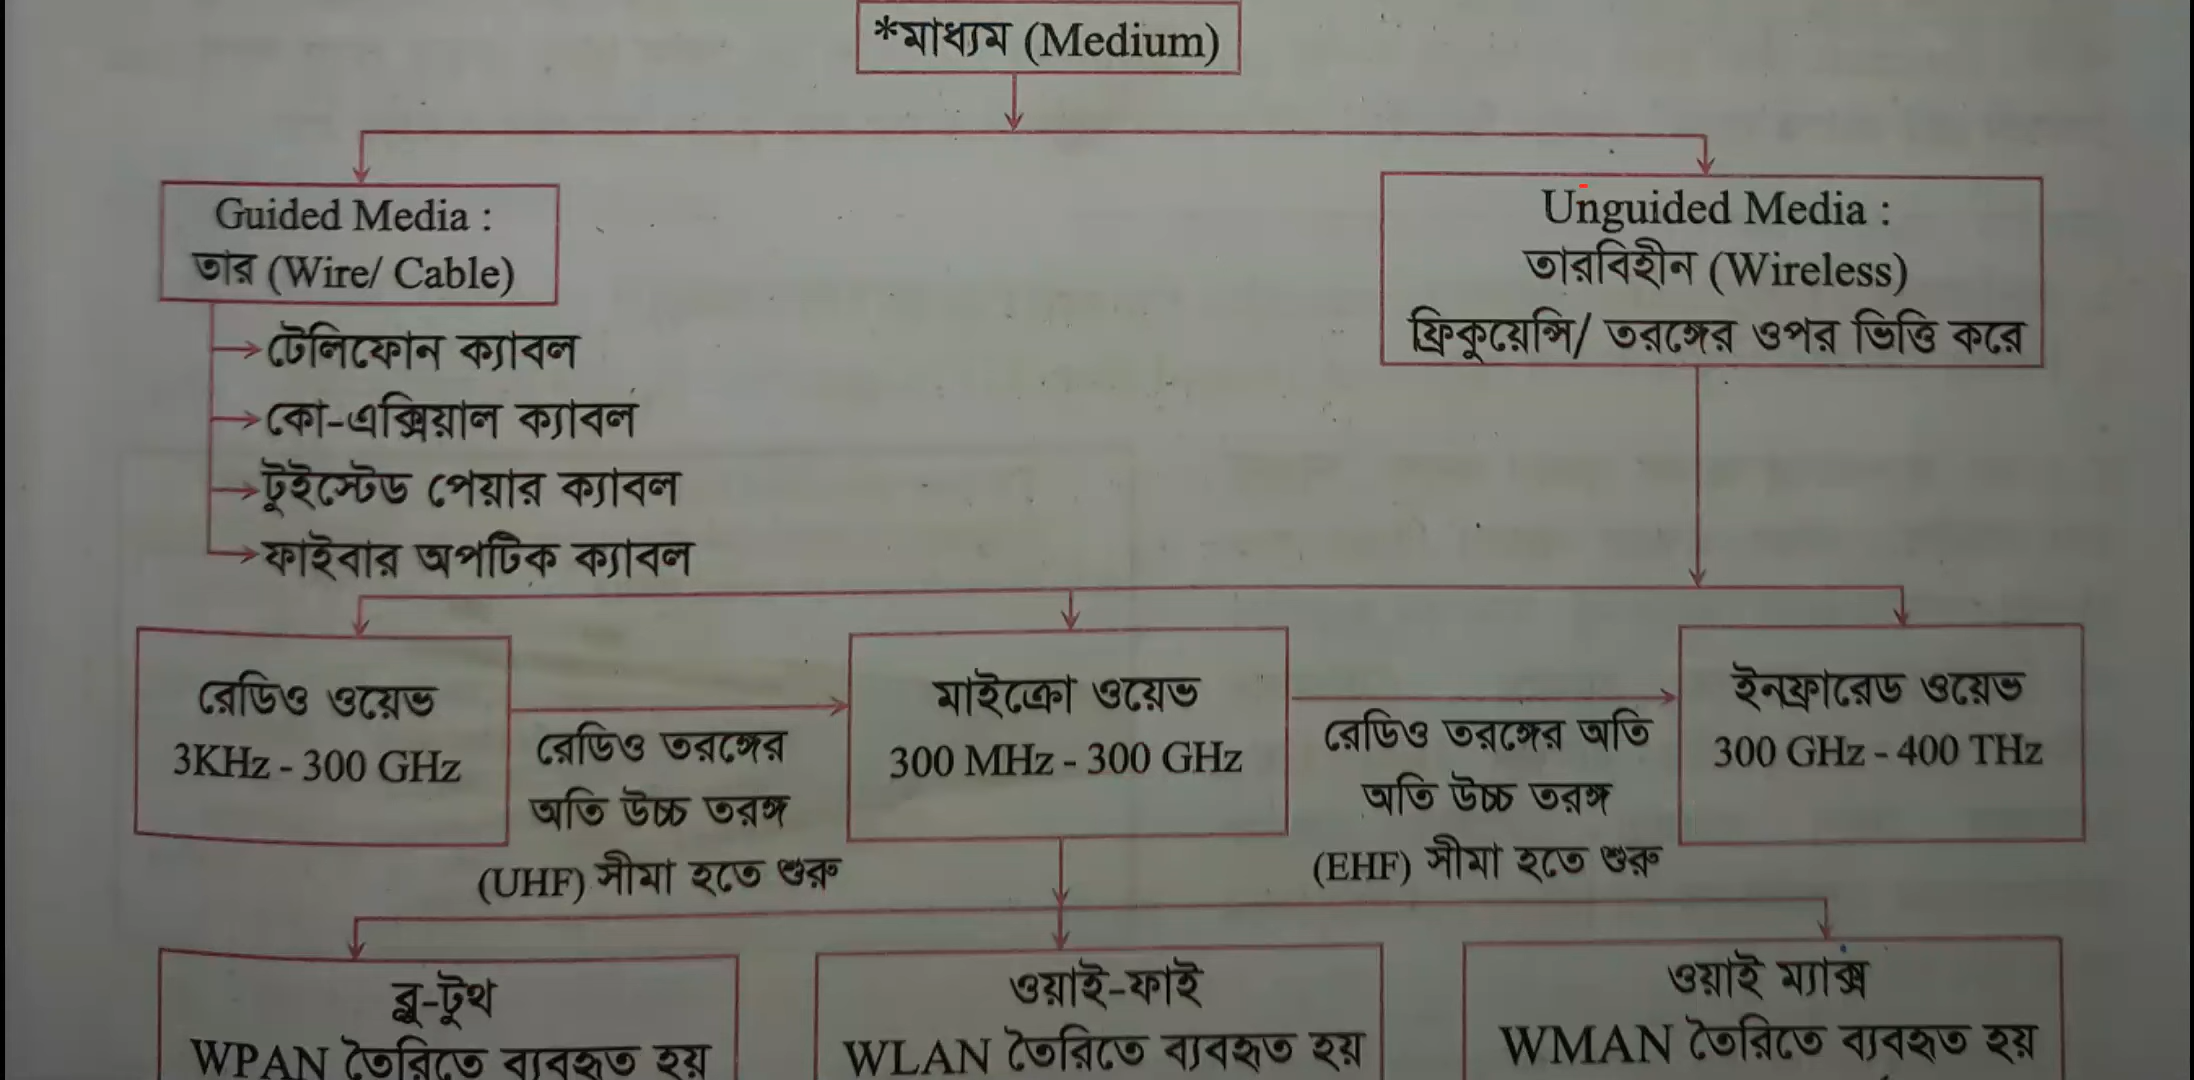 *মাধ্যম (Medium)
Guided Media :
তার (Wire/ Cable)
Unguided Media :
তারবিহীন (Wireless)
ফ্রিকুয়েন্সি/ তরঙ্গের ওপর ভিত্তি করে
টেলিফোন ক্যাবল
কো-এক্সিয়াল ক্যাবল
টুইস্টেড পেয়ার ক্যাবল
ফাইবার অপটিক ক্যাবল
রেডিও ওয়েভ
3KHz - 300 GHz
রেডিও তরঙ্গের
অতি উচ্চ তরঙ্গ
(UHF) সীমা হতে শুরু
মাইক্রো ওয়েভ
300 MHz - 300 GHz
রেডিও তরঙ্গের অতি
অতি উচ্চ তরঙ্গ
(EHF) সীমা হতে শুরু
ইনফ্রারেড ওয়েভ
300 GHz - 400 THz
ব্লু-টুথ
WPAN তৈরিতে ব্যবহৃত হয়
ওয়াই-ফাই
WLAN তৈরিতে ব্যবহৃত হয়
ওয়াই ম্যাক্স
WMAN তৈরিতে ব্যবহৃত হয়